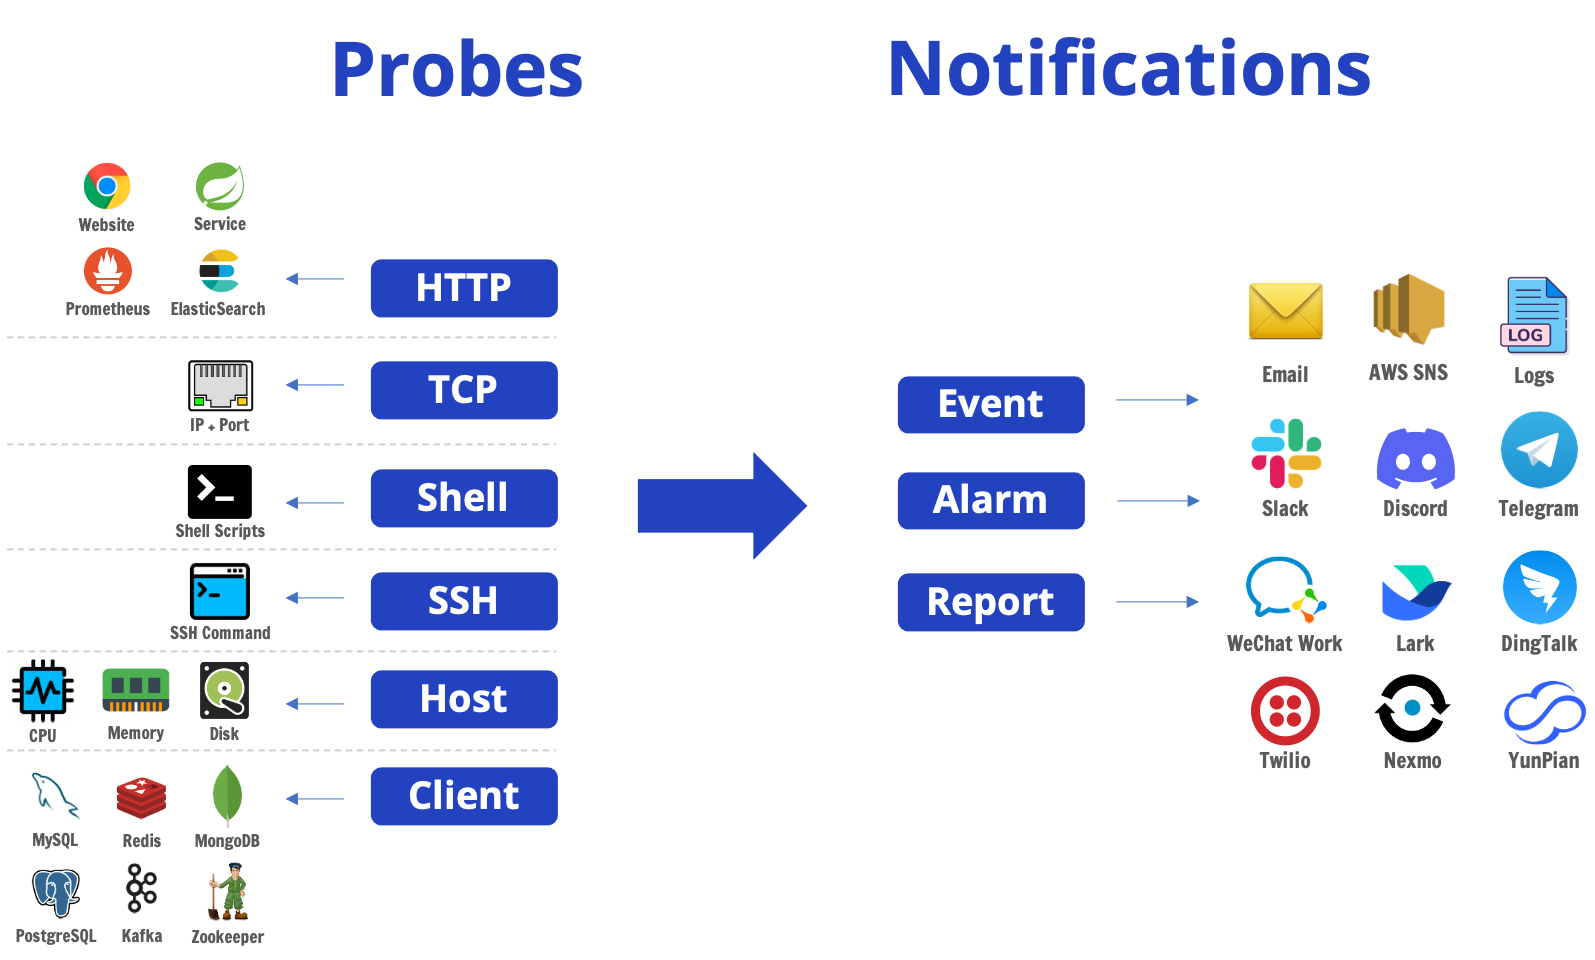 Probes
Notifications
Website
Service
Prometheus
ElasticSearch
HTTP
IP + Port
TCP
Shell Scripts
Shell
SSH Command
SSH
CPU
Memory
Disk
Host
MySQL
Redis
MongoDB
Client
PostgreSQL
Kafka
Zookeeper
Event
Alarm
Report
LOG
Email
AWS SNS
Logs
Slack
Discord
Telegram
WeChat Work
Lark
DingTalk
Twilio
Nexmo
YunPian